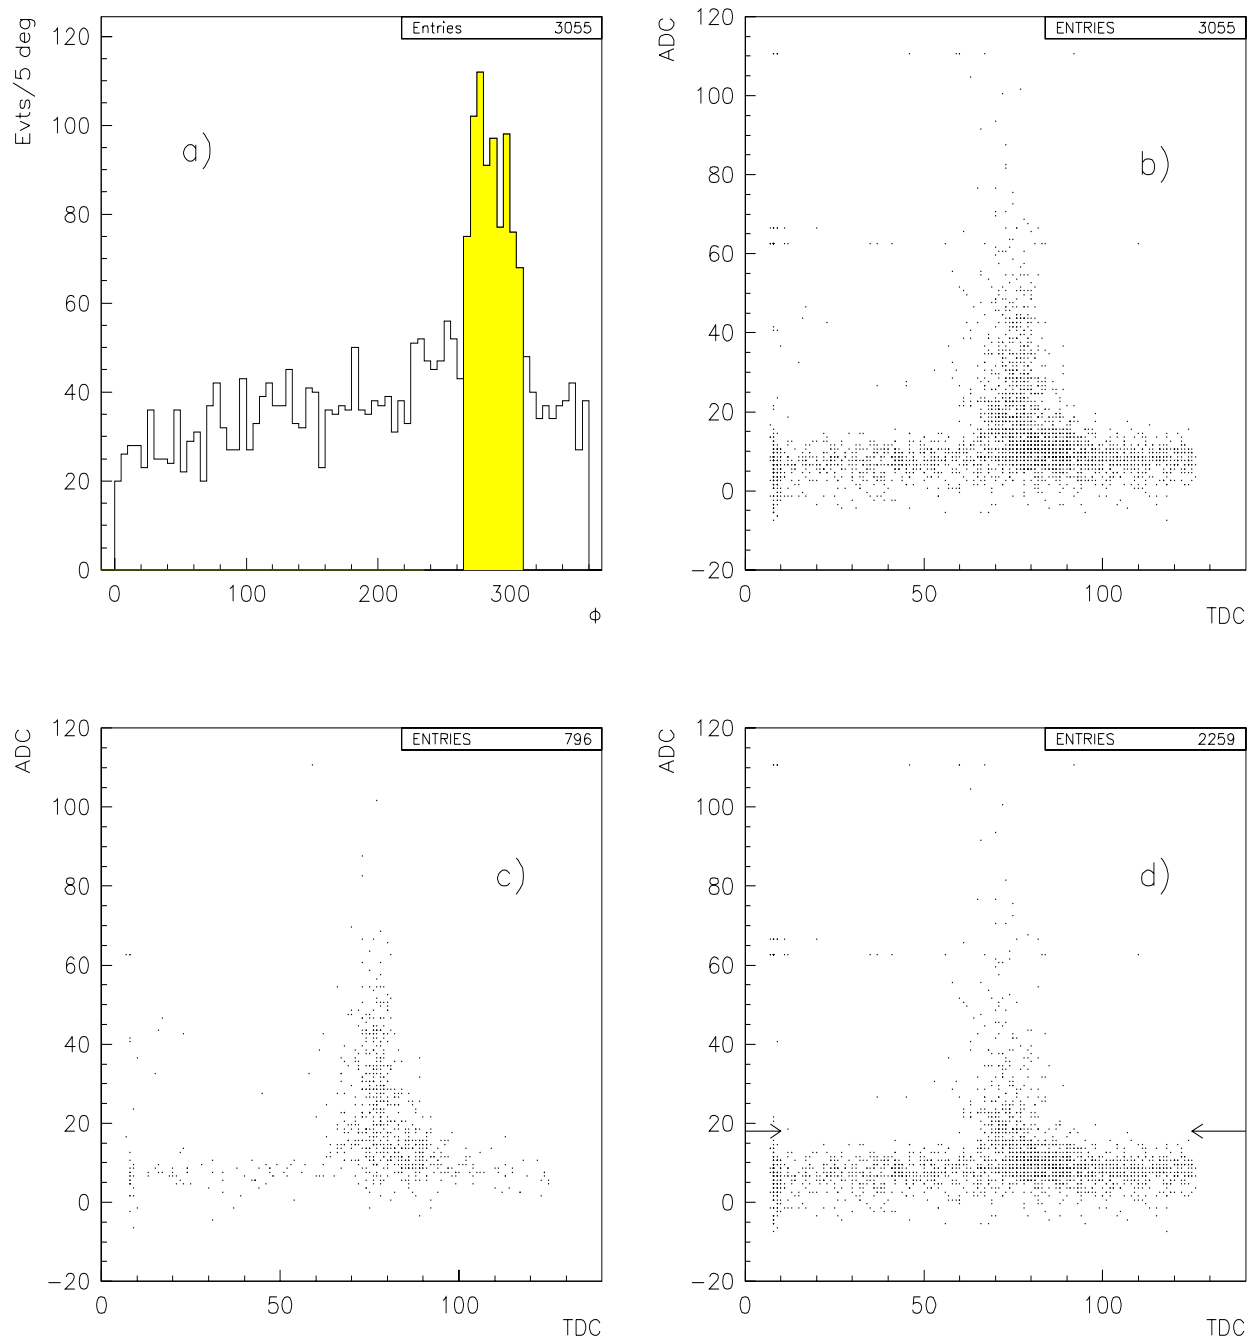 Evts/5 deg
Entries 3055
120
100
80
60
40
20
0
0 100 200 300
ϕ
a)
ADC
ENTRIES 3055
120
100
80
60
40
20
0
−20
0 50 100
TDC
b)
ADC
ENTRIES 796
120
100
80
60
40
20
0
−20
0 50 100
TDC
c)
ADC
ENTRIES 2259
120
100
80
60
40
20
0
−20
0 50 100
TDC
d)